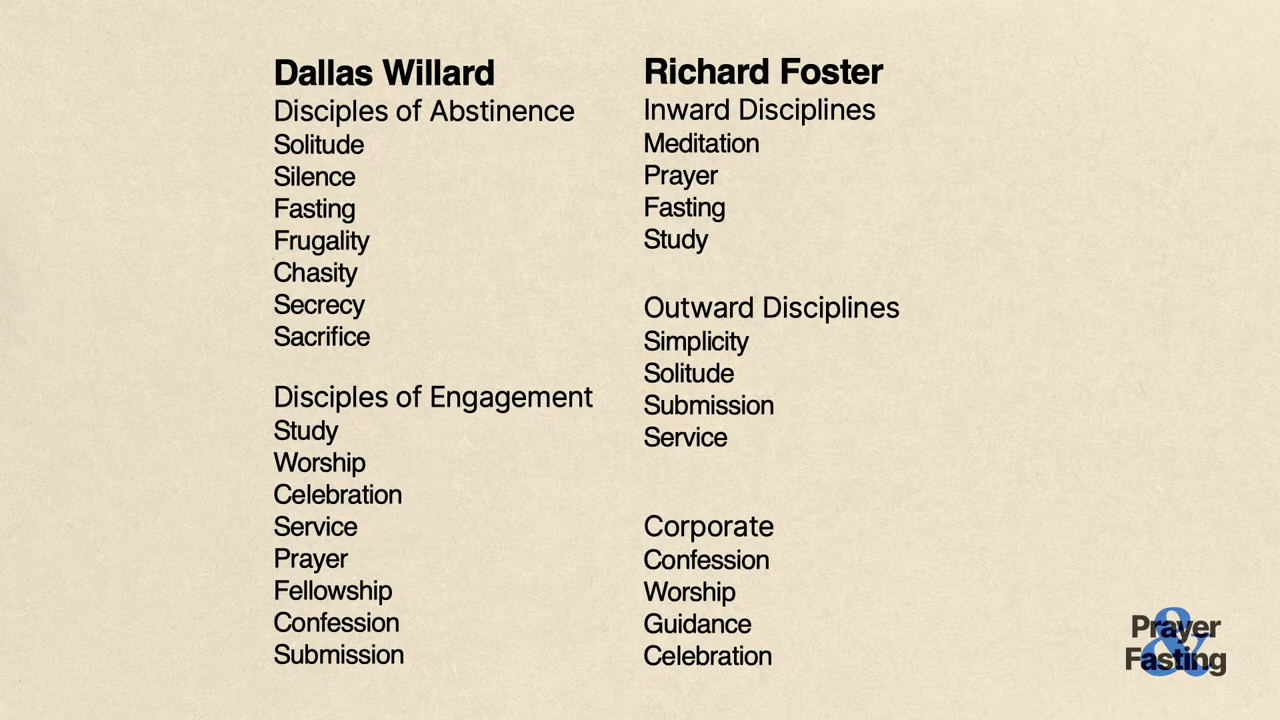 Dallas Willard
Disciples of Abstinence
Solitude
Silence
Fasting
Frugality
Chasity
Secrecy
Sacrifice
Disciples of Engagement
Study
Worship
Celebration
Service
Prayer
Fellowship
Confession
Submission
Richard Foster
Inward Disciplines
Meditation
Prayer
Fasting
Study
Outward Disciplines
Simplicity
Solitude
Submission
Service
Corporate
Confession
Worship
Guidance
Celebration
Prayer
&
Fasting